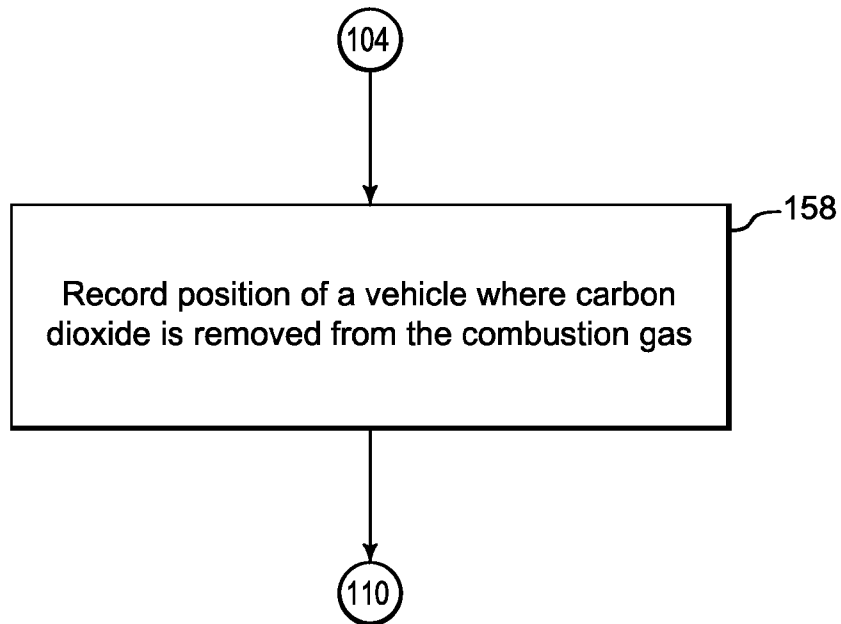 104
158
Record position of a vehicle where carbon
dioxide is removed from the combustion gas
110